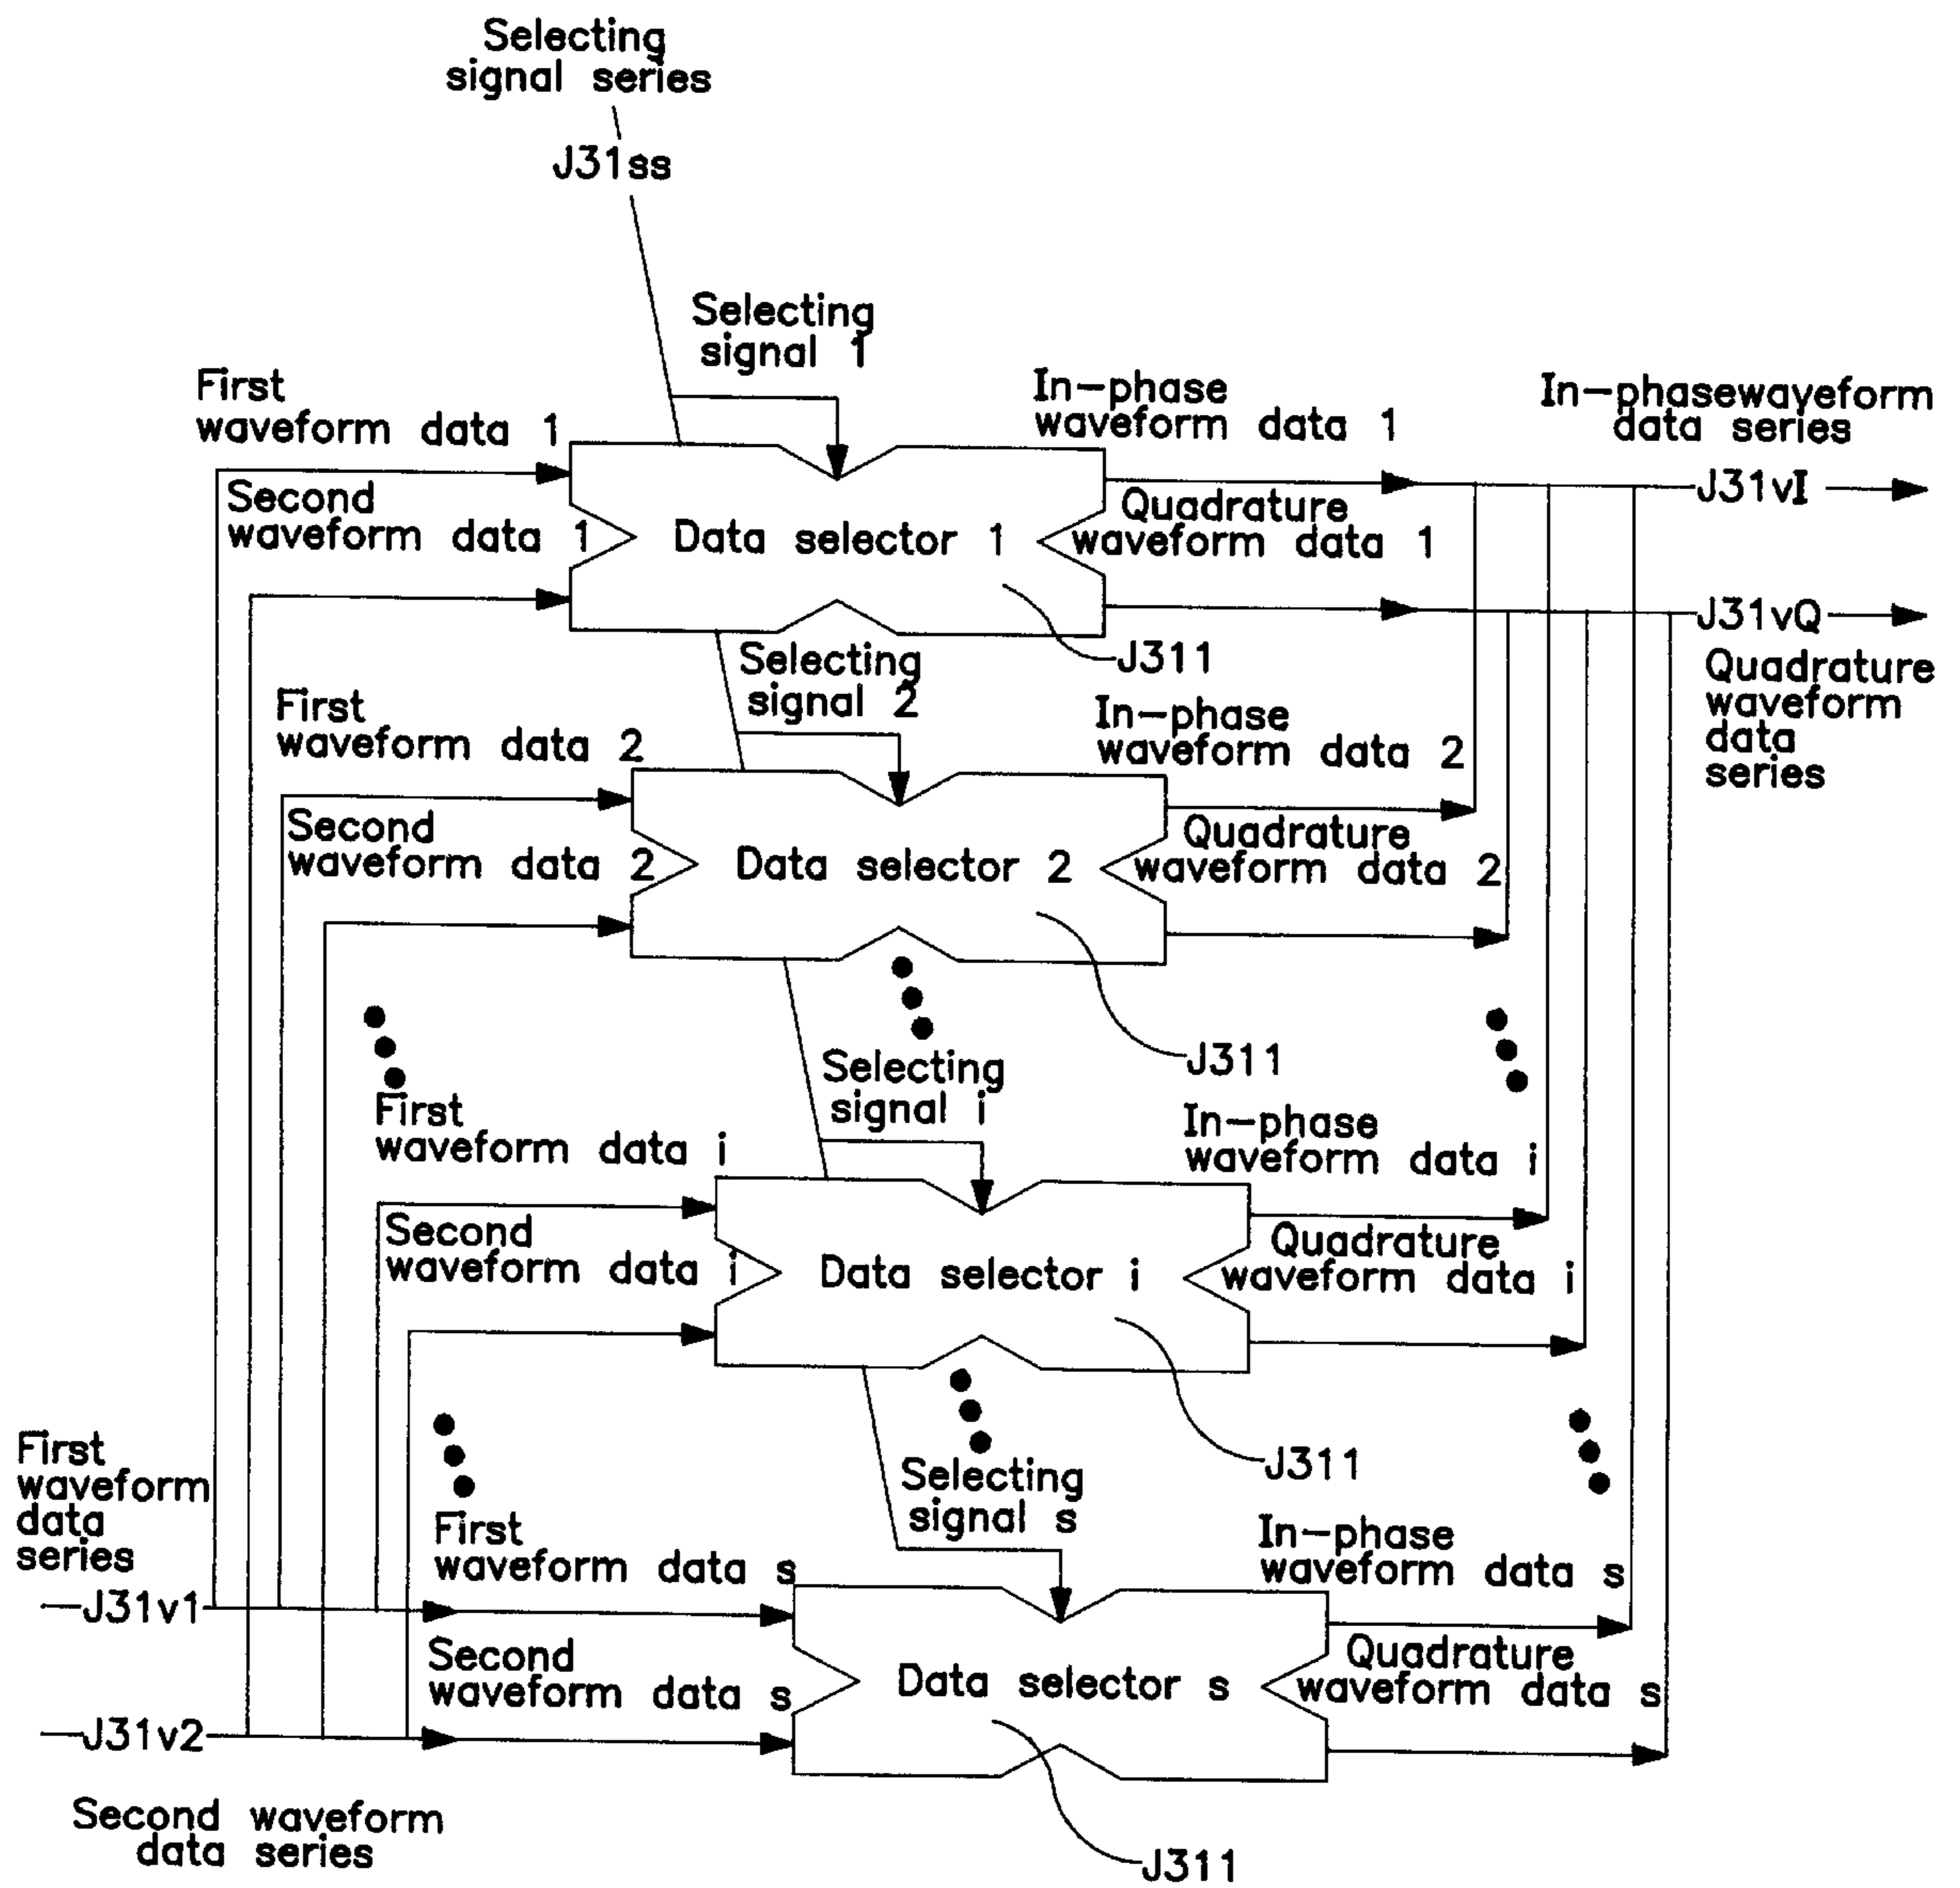 Selecting
signal series
J31ss
Selecting
signal 1
First
waveform data 1
In-phase
waveform data 1
In-phasewaveform
data series
Second
waveform data 1
Data selector 1
Quadrature
waveform data 1
J31vI
J31vQ
J311
Quadrature
waveform
data
series
Selecting
signal 2
First
waveform data 2
In-phase
waveform data 2
Second
waveform data 2
Data selector 2
Quadrature
waveform data 2
J311
Selecting
signal i
First
waveform data i
In-phase
waveform data i
Second
waveform data i
Data selector i
Quadrature
waveform data i
J311
First
waveform
data
series
Selecting
signal s
First
waveform data s
In-phase
waveform data s
J31v1
Second
waveform data s
Data selector s
Quadrature
waveform data s
J31v2
Second waveform
data series
J311